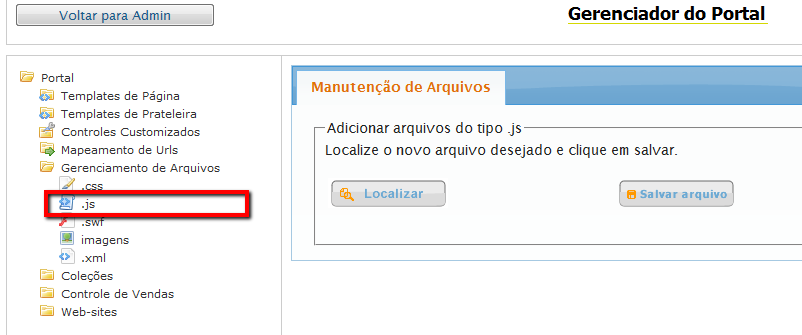 Voltar para Admin
Gerenciador do Portal
Portal
Templates de Página
Templates de Prateleira
Controles Customizados
Mapeamento de Urls
Gerenciamento de Arquivos
.css
.js
.swf
imagens
.xml
Coleções
Controle de Vendas
Web-sites
Manutenção de Arquivos
Adicionar arquivos do tipo .js
Localize o novo arquivo desejado e clique em salvar.
Localizar
Salvar arquivo